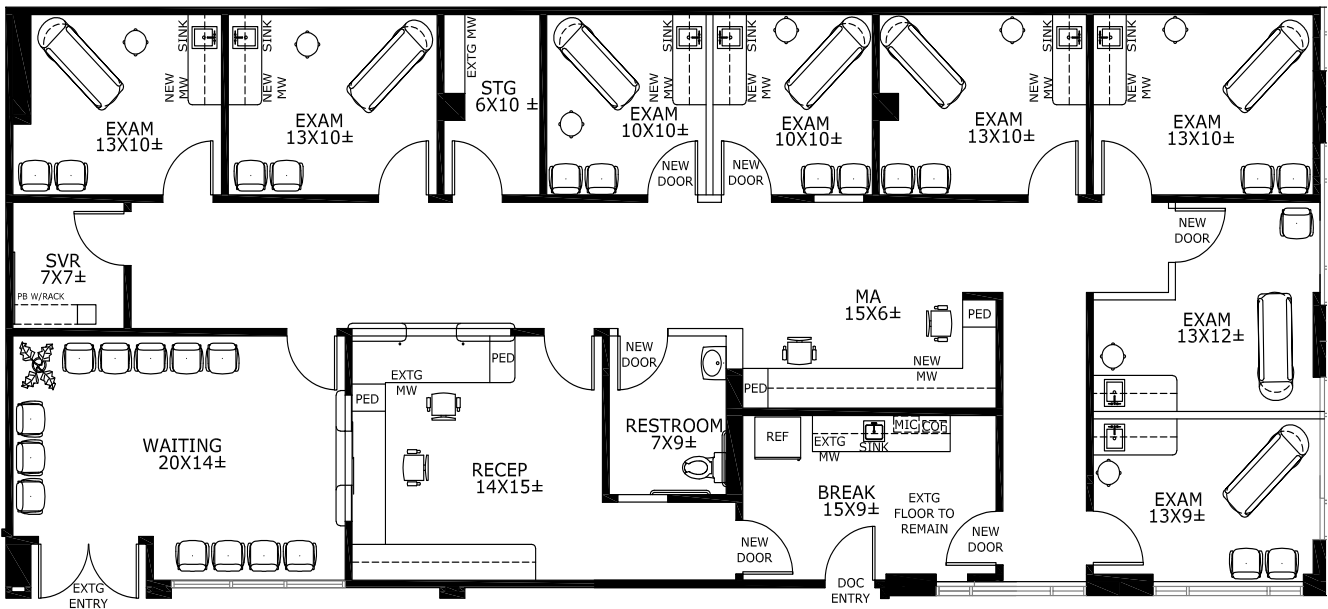 SINK
NEW
MW
EXAM
13X10±
SINK
NEW
MW
EXAM
13X10±
EXTG MW
STG
6X10 ±
SINK
NEW
MW
EXAM
10X10±
NEW
DOOR
SINK
NEW
MW
EXAM
10X10±
NEW
DOOR
SINK
NEW
MW
EXAM
13X10±
SINK
NEW
MW
EXAM
13X10±
SVR
7X7±
PB W/RACK
NEW
DOOR
EXAM
13X12±
MA
15X6±
PED
NEW
MW
PED
NEW
DOOR
RESTROOM
7X9±
PED
EXTG
MW
PED
RECEP
14X15±
WAITING
20X14±
EXTG
ENTRY
REF
EXTG
MW
SINK
MIC
COF
BREAK
15X9±
EXTG
FLOOR TO
REMAIN
NEW
DOOR
NEW
DOOR
DOC
ENTRY
EXAM
13X9±